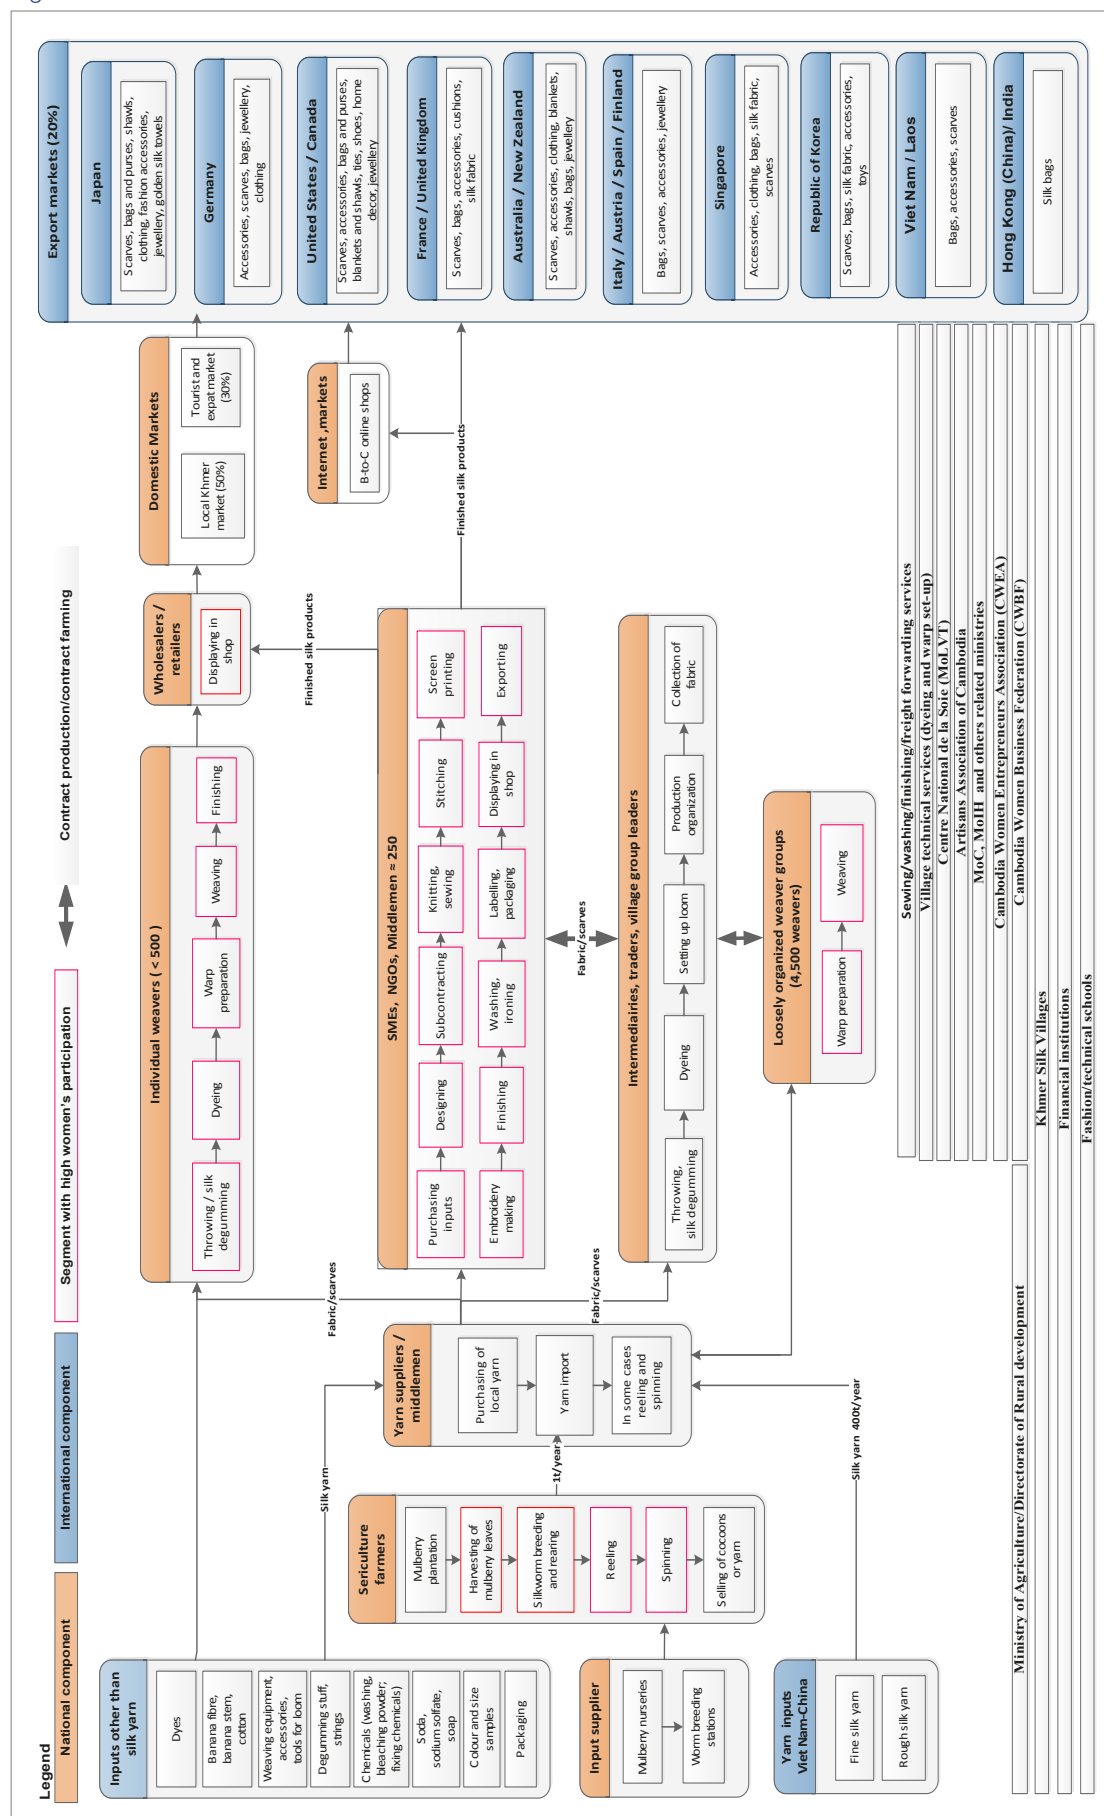 Legend
National component
International component
Segment with high women's participation
Contract production/contract farming
Inputs other than
silk yarn
Dyes
Banana fibre,
banana stem,
cotton
Weaving equipment,
accessories,
tools for loom
Degumming stuff,
strings
Chemicals (washing,
bleaching powder;
fixing chemicals)
Soda,
sodium solfate,
soap
Colour and size
samples
Packaging
Input supplier
Mulberry nurseries
Worm breeding
stations
Yarn inputs
Viet Nam-China
Fine silk yarn
Rough silk yarn
Sericulture
farmers
Mulberry
plantation
Harvesting of
mulberry leaves
Silkworm breeding
and rearing
Reeling
Spinning
Selling of cocoons
or yarn
Silk yarn
1t/year
Silk yarn 400t/year
Yarn suppliers /
middlemen
Purchasing of
local yarn
Yarn import
In some cases
reeling and
spinning
Fabric/scarves
Fabric/scarves
Individual weavers ( < 500 )
Throwing / silk
degumming
Dyeing
Warp
preparation
Weaving
Finishing
SMEs, NGOs, Middlemen ≈ 250
Purchasing
inputs
Designing
Subcontracting
Knitting,
sewing
Stitching
Screen
printing
Embroidery
making
Finishing
Washing,
ironing
Labelling,
packaging
Displaying in
shop
Exporting
Fabric/scarves
Intermediairies, traders, village group leaders
Throwing,
silk degumming
Dyeing
Setting up loom
Production
organization
Collection of
fabric
Loosely organized weaver groups
(4,500 weavers)
Warp preparation
Weaving
Wholesalers /
retailers
Displaying in
shop
Finished silk products
Finished silk products
Domestic Markets
Local Khmer
market (50%)
Tourist and
expat market
(30%)
Internet ,markets
B-to-C online shops
Export markets (20%)
Japan
Scarves, bags and purses, shawls,
clothing, fashion accessories,
jewellery, golden silk towels
Germany
Accessories, scarves, bags, jewellery,
clothing
United States / Canada
Scarves, accessories, bags and purses,
blankets and shawls, ties, shoes, home
decor, jewellery
France / United Kingdom
Scarves, bags, accessories, cushions,
silk fabric
Australia / New Zealand
Scarves, accessories, clothing, blankets,
shawls, bags, jewellery
Italy / Austria / Spain / Finland
Bags, scarves, accessories, jewellery
Singapore
Accessories, clothing, bags, silk fabric,
scarves
Republic of Korea
Scarves, bags, silk fabric, accessories,
toys
Viet Nam / Laos
Bags, accessories, scarves
Hong Kong (China)/ India
Silk bags
Sewing/washing/finishing/freight forwarding services
Village technical services (dyeing and warp set-up)
Centre National de la Soie (MoLVT)
Artisans Association of Cambodia
MoC, MoIH and others related ministries
Cambodia Women Entrepreneurs Association (CWEA)
Cambodia Women Business Federation (CWBF)
Ministry of Agriculture/Directorate of Rural development
Khmer Silk Villages
Financial institutions
Fashion/technical schools